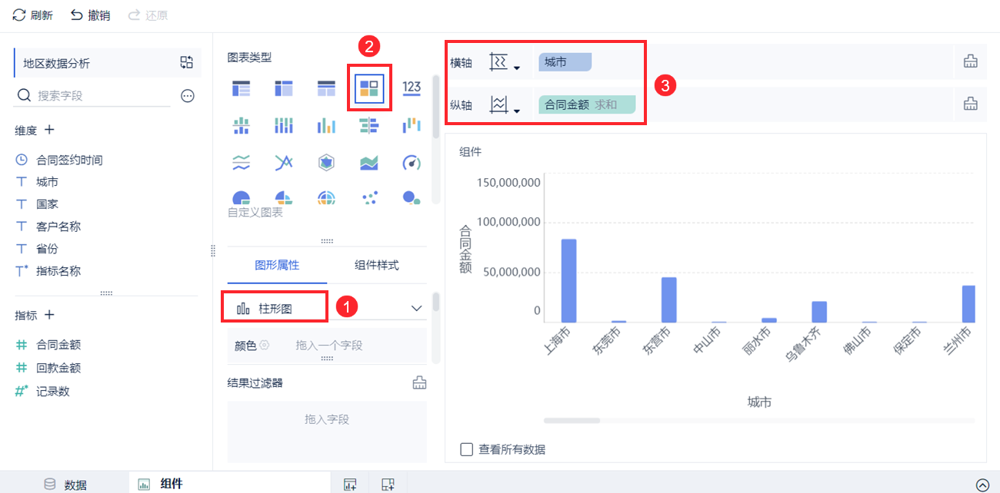 刷新 撤销 还原
地区数据分析
搜索字段
维度
合同签约时间
城市
国家
客户名称
省份
指标名称
指标
合同金额
回款金额
记录数
图表类型
2
123
自定义图表
图形属性 组件样式
柱形图
1
颜色 拖入一个字段
结果过滤器
拖入字段
横轴 城市
3
纵轴 合同金额 求和
组件
150,000,000
100,000,000
50,000,000
0
合同金额
上海市 东莞市 东营市 中山市 丽水市 乌鲁木齐 佛山市 保定市 兰州市
城市
查看所有数据
数据 组件